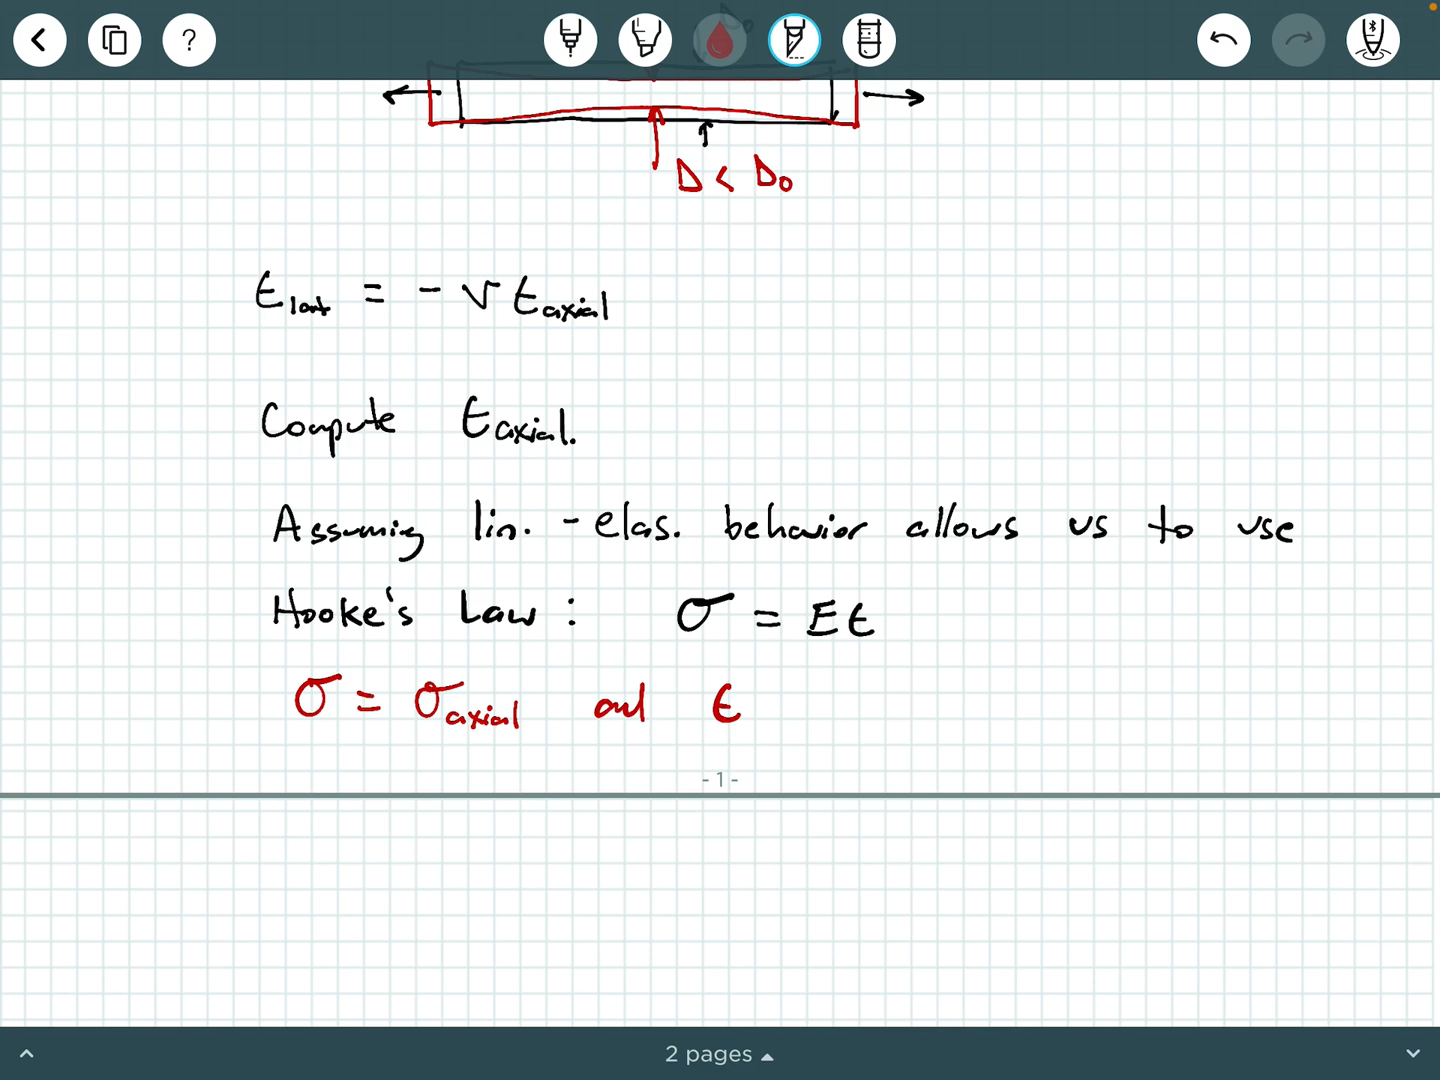 ?
D < D₀
ε_lat = - ν ε_axial
Compute ε_axial.
Assuming lin. - elas. behavior allows us to use
Hooke's Law : σ = E ε
σ = σ_axial and ε
- 1 -
2 pages